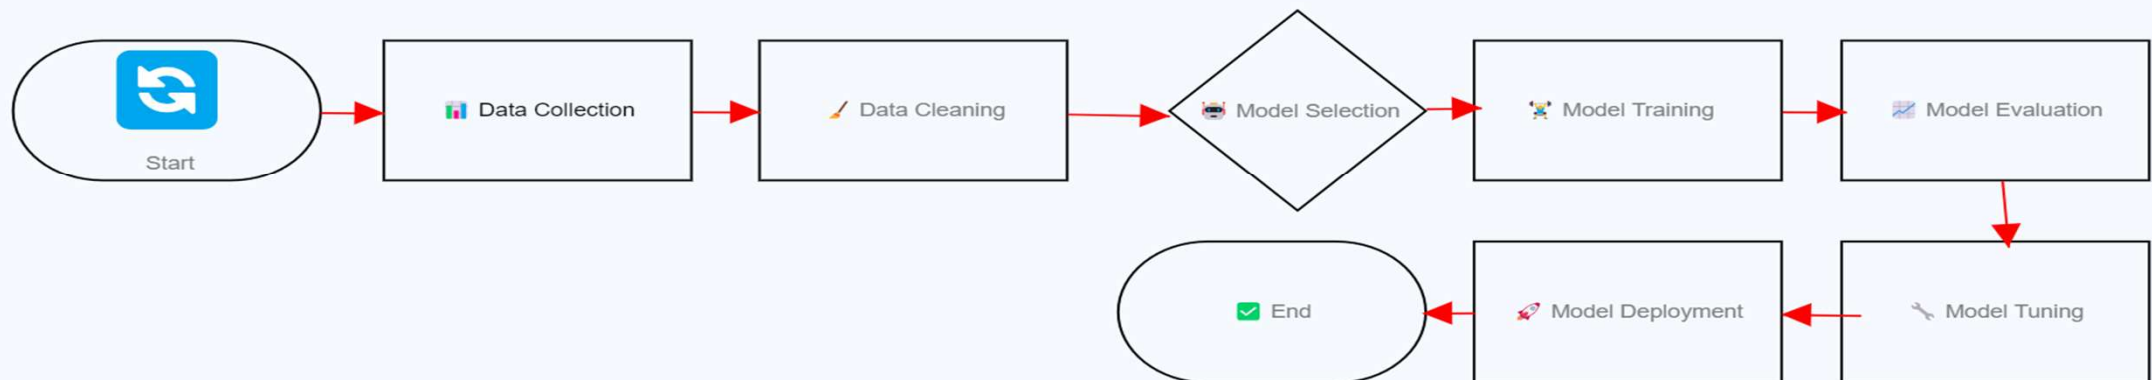 Start
Data Collection
Data Cleaning
Model Selection
Model Training
Model Evaluation
End
Model Deployment
Model Tuning